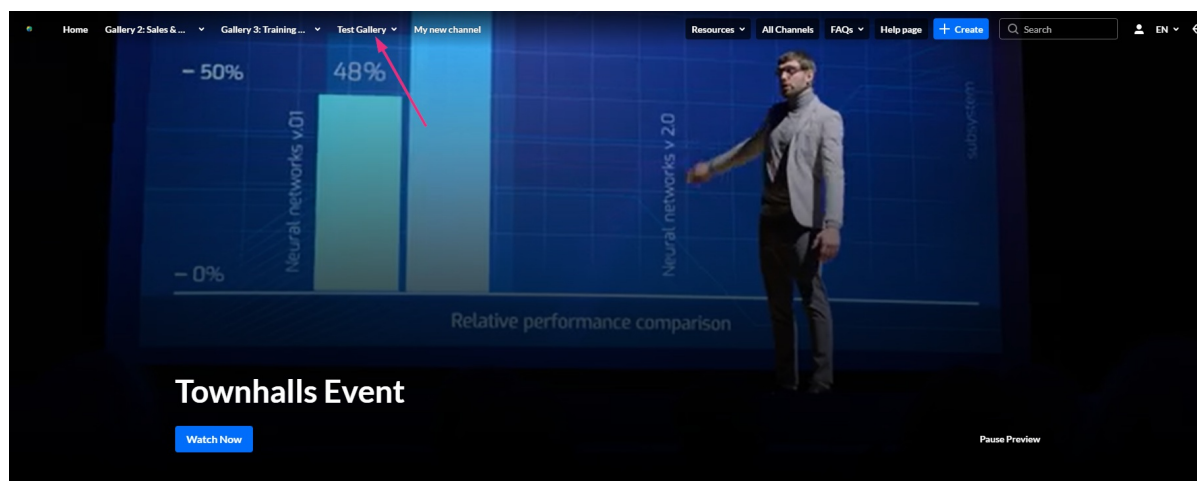 Home Gallery 2: Sales & ... Gallery 3: Training ... Test Gallery My new channel Resources All Channels FAQs Help page + Create Search EN
– 50% 48%
Neural networks v.01
Neural networks v 2.0
subsystem
– 0%
Relative performance comparison
Townhalls Event
Watch Now Pause Preview